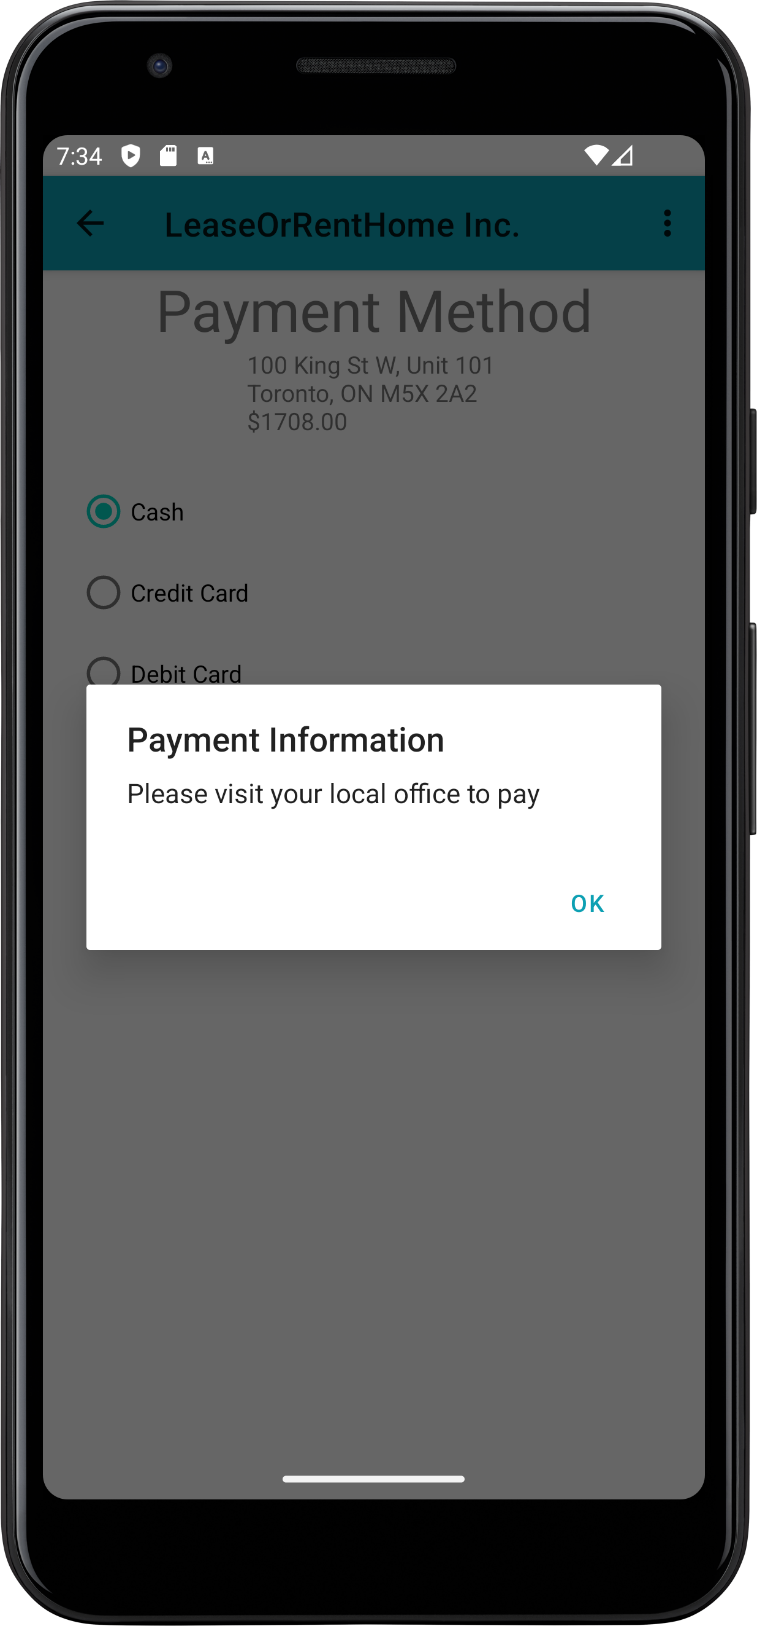 7:34
LeaseOrRentHome Inc.
Payment Method
100 King St W, Unit 101
Toronto, ON M5X 2A2
$1708.00
Cash
Credit Card
Debit Card
Payment Information
Please visit your local office to pay
OK